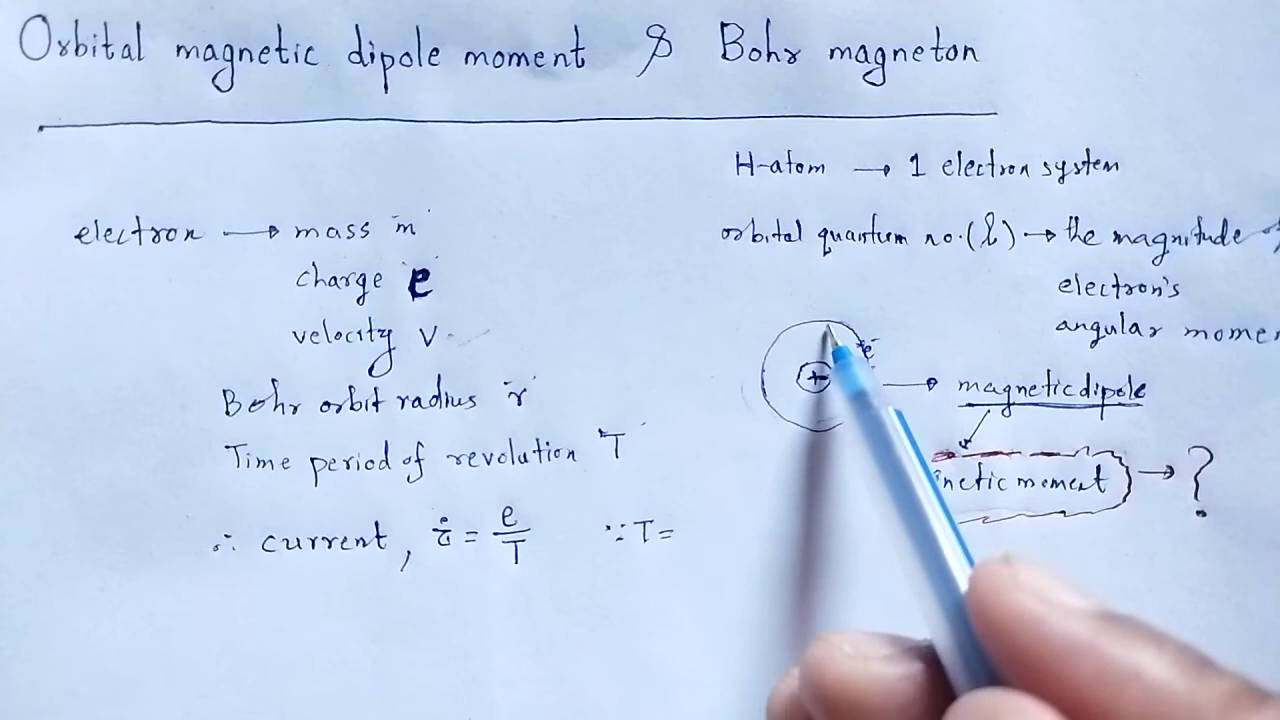 Orbital magnetic dipole moment & Bohr magneton
H-atom → 1 electron system
electron → mass "m"
charge e
velocity v
Bohr orbit radius "r"
Time period of revolution "T"
∴ current, i = e/T ∵ T =
orbital quantum no. (l) → the magnitude
electron's
angular
+ e⁻
→ magnetic dipole
moment → ?